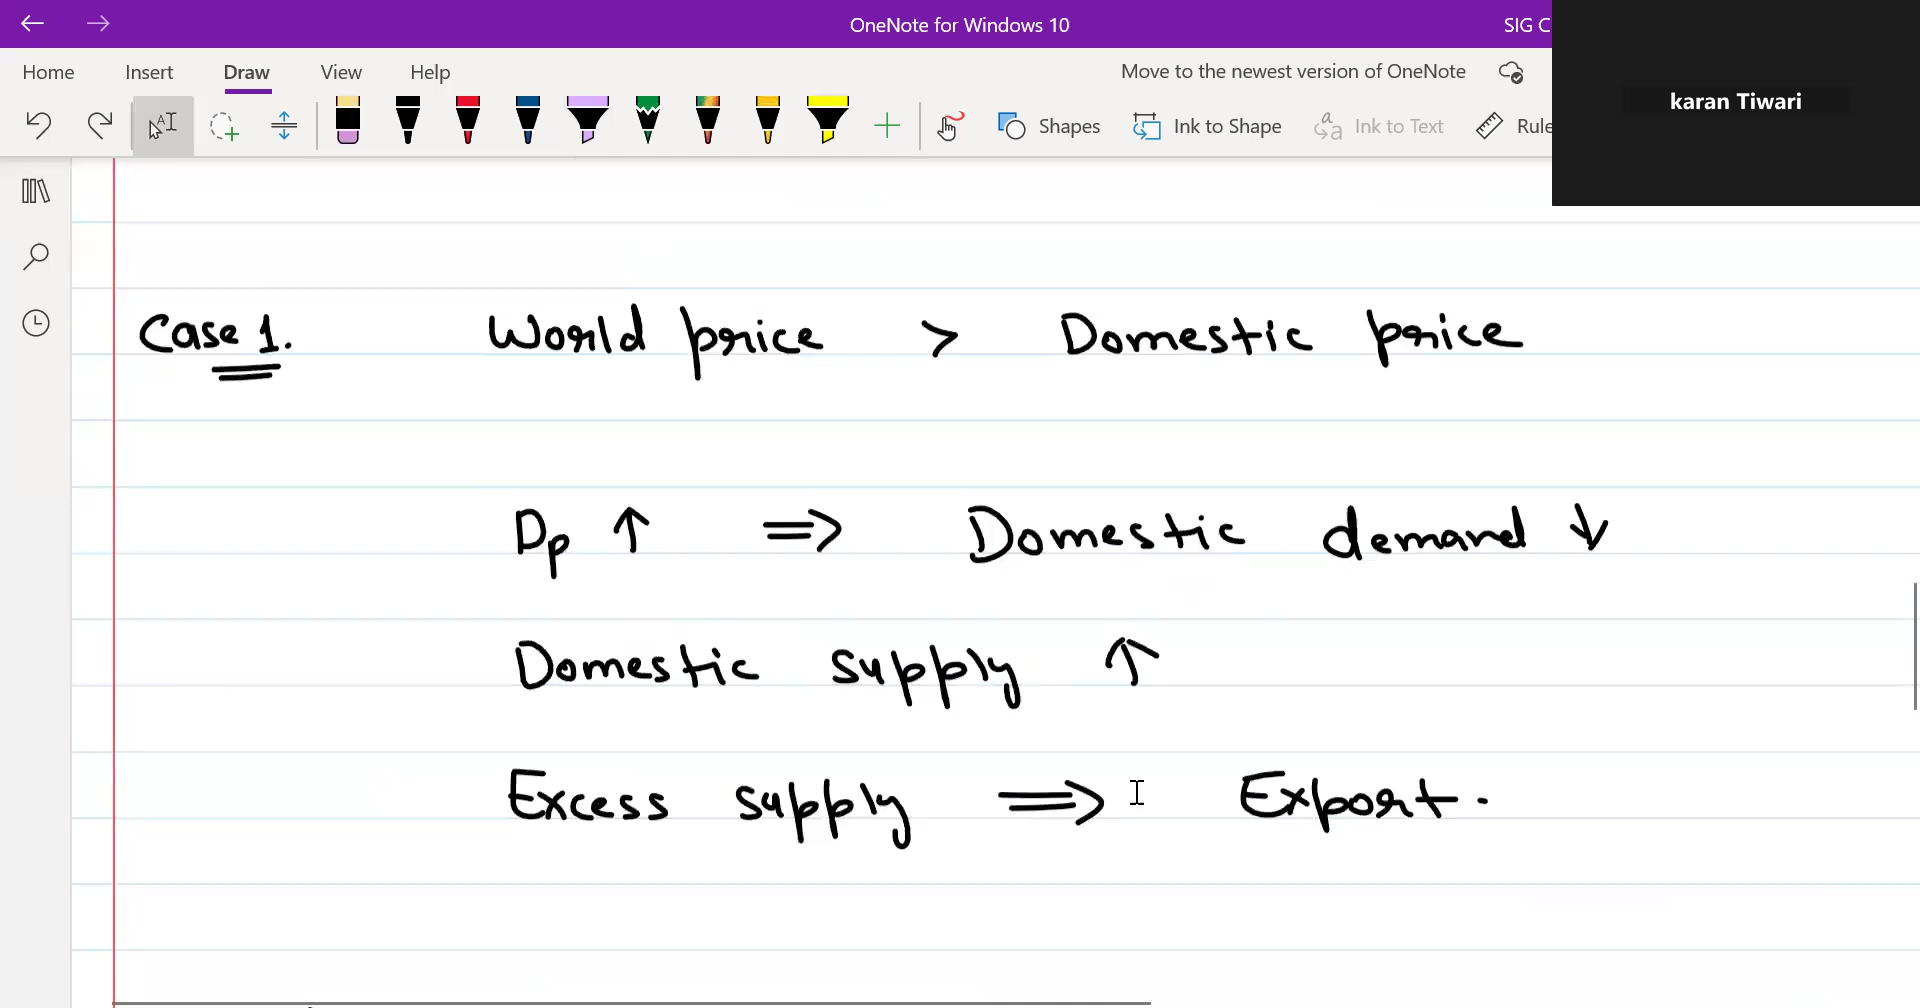 OneNote for Windows 10
SIG C
karan Tiwari
Home Insert Draw View Help
Move to the newest version of OneNote
Shapes Ink to Shape Ink to Text Rule
Case 1. World price > Domestic price
Dp ↑ ⇒ Domestic demand ↓
Domestic supply ↑
Excess supply ⇒ Export.